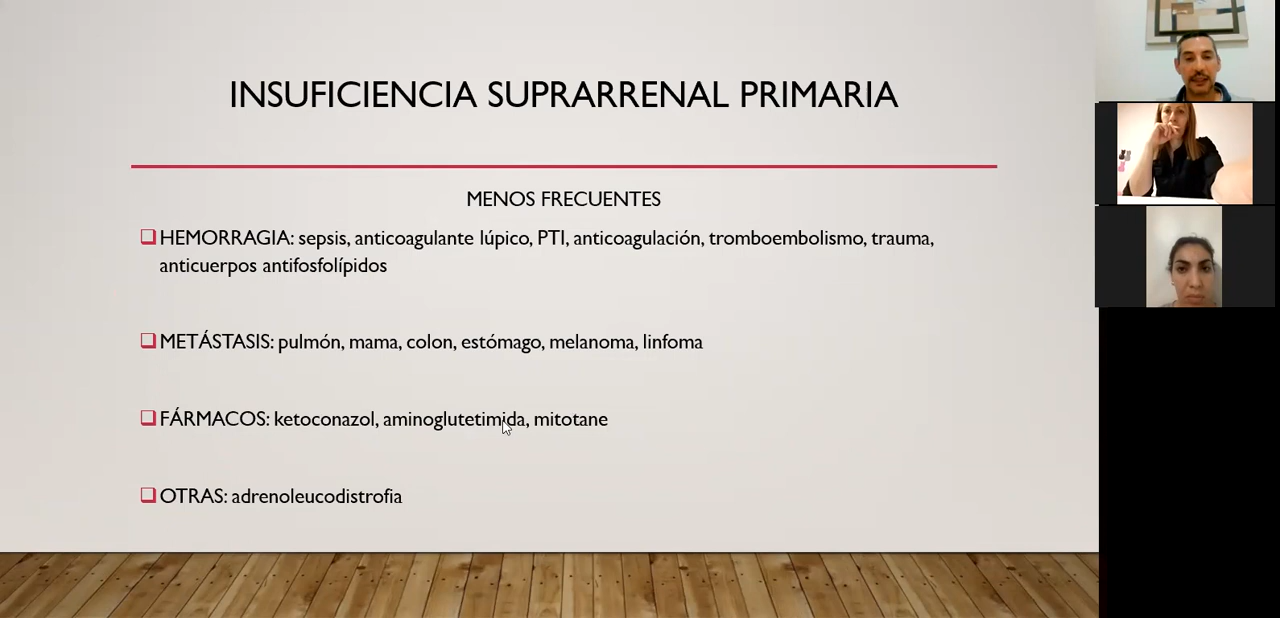 INSUFICIENCIA SUPRARRENAL PRIMARIA
MENOS FRECUENTES
HEMORRAGIA: sepsis, anticoagulante lúpico, PTI, anticoagulación, tromboembolismo, trauma,
anticuerpos antifosfolípidos
METÁSTASIS: pulmón, mama, colon, estómago, melanoma, linfoma
FÁRMACOS: ketoconazol, aminoglutetimida, mitotane
OTRAS: adrenoleucodistrofia